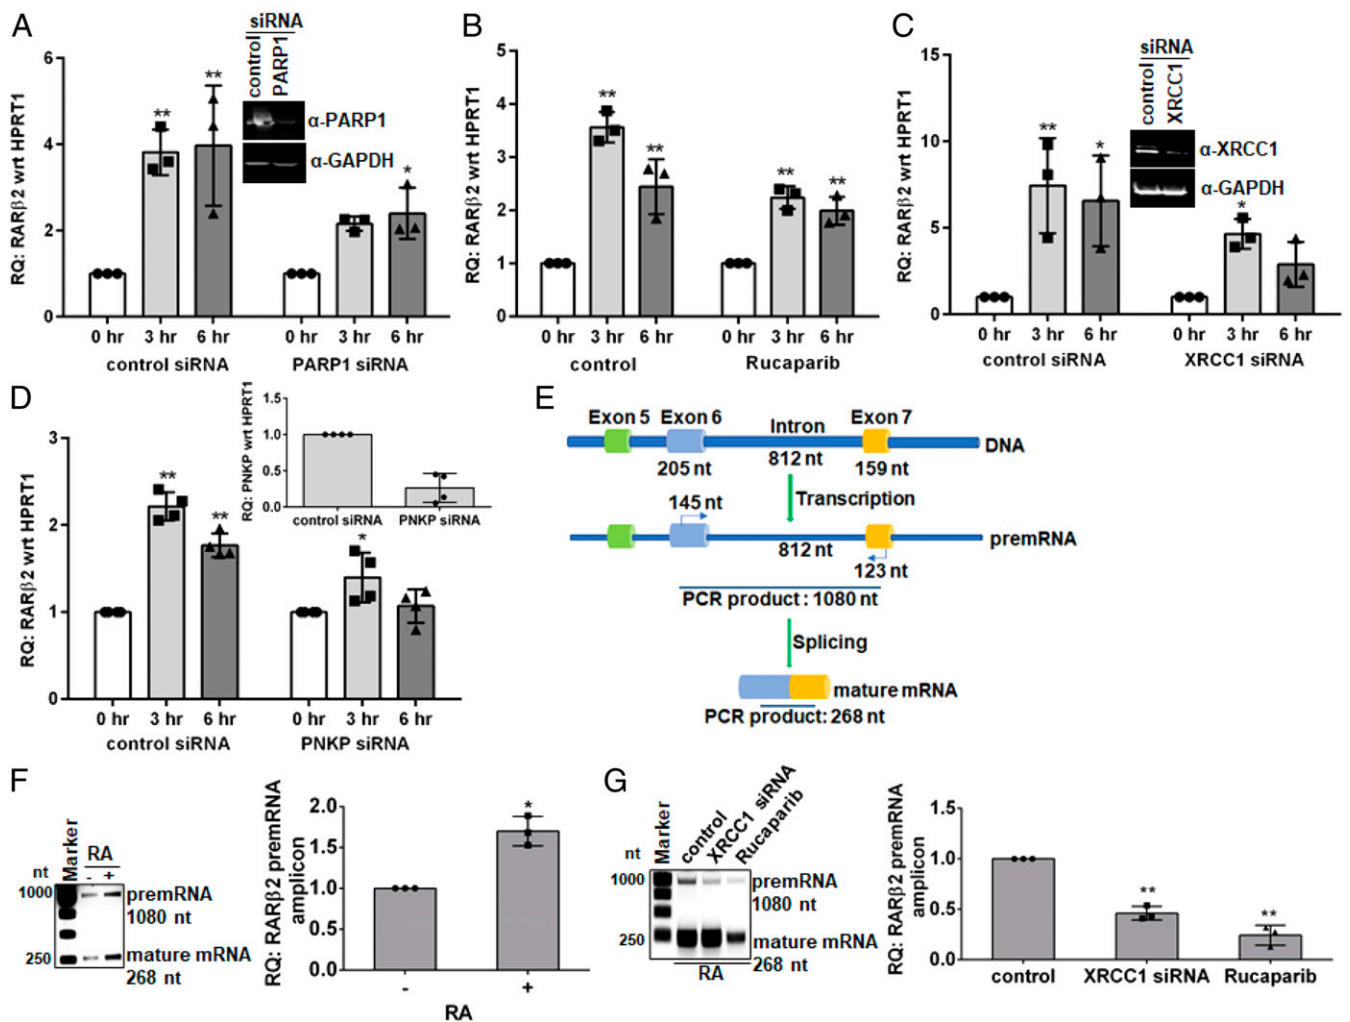 A
siRNA
control
PARP1
α-PARP1
α-GAPDH
RQ: RARβ2 wrt HPRT1
6
4
2
0
**
**
*
0 hr 3 hr 6 hr 0 hr 3 hr 6 hr
control siRNA PARP1 siRNA
B
RQ: RARβ2 wrt HPRT1
5
4
3
2
1
0
**
**
**
**
0 hr 3 hr 6 hr 0 hr 3 hr 6 hr
control Rucaparib
C
siRNA
control
XRCC1
α-XRCC1
α-GAPDH
RQ: RARβ2 wrt HPRT1
15
10
5
0
**
*
*
0 hr 3 hr 6 hr 0 hr 3 hr 6 hr
control siRNA XRCC1 siRNA
D
RQ: RARβ2 wrt HPRT1
3
2
1
0
**
**
*
0 hr 3 hr 6 hr 0 hr 3 hr 6 hr
control siRNA PNKP siRNA
RQ: PNKP wrt HPRT1
1.5
1.0
0.5
0.0
control siRNA PNKP siRNA
E
Exon 5 Exon 6 Intron Exon 7
DNA
205 nt 812 nt 159 nt
Transcription
145 nt
premRNA
812 nt
123 nt
PCR product: 1080 nt
Splicing
mature mRNA
PCR product: 268 nt
F
Marker
RA
nt
- +
1000
250
premRNA
1080 nt
mature mRNA
268 nt
RQ: RARβ2 premRNA
amplicon
2.0
1.5
1.0
0.5
0.0
*
- +
RA
G
nt
Marker
control
XRCC1 siRNA
Rucaparib
1000
250
premRNA
1080 nt
mature mRNA
268 nt
RA
RQ: RARβ2 premRNA
amplicon
1.5
1.0
0.5
0.0
**
**
control XRCC1 siRNA Rucaparib